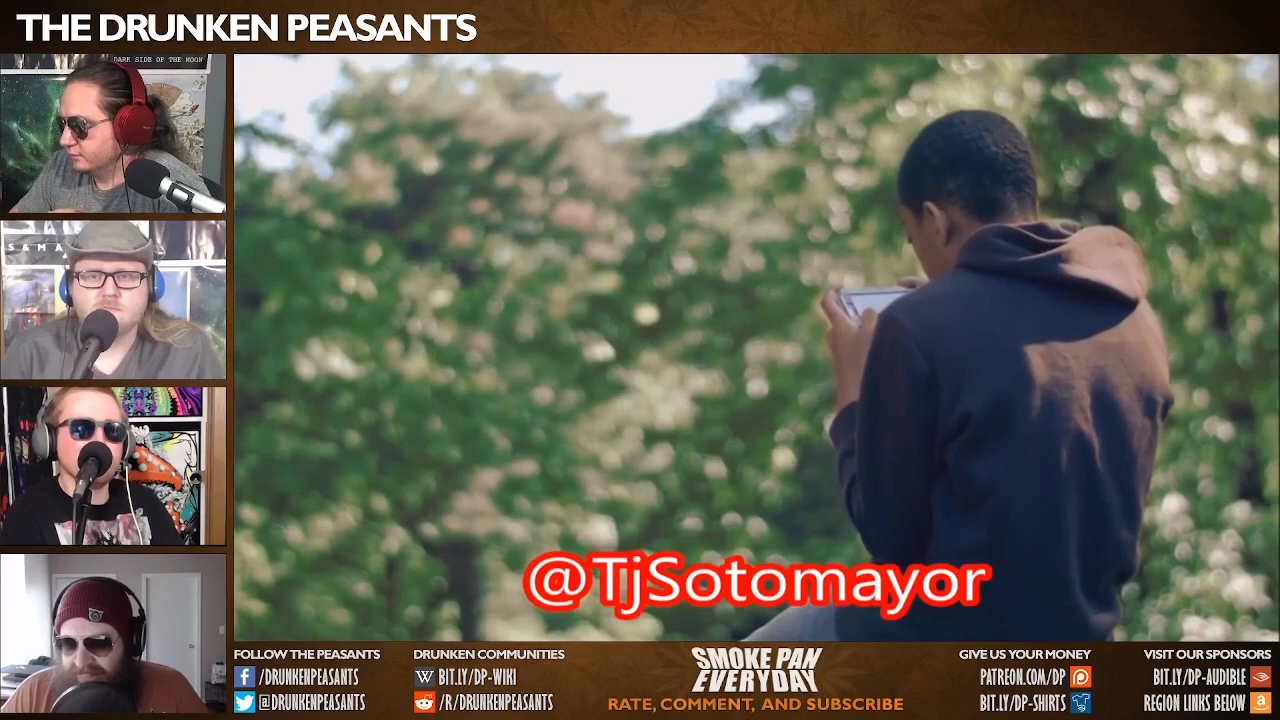 THE DRUNKEN PEASANTS
DARK SIDE OF THE MOON
S & M A
@TjSotomayor
FOLLOW THE PEASANTS
/DRUNKENPEASANTS
@DRUNKENPEASANTS
DRUNKEN COMMUNITIES
BIT.LY/DP-WIKI
/R/DRUNKENPEASANTS
SMOKE PAN
EVERYDAY
RATE, COMMENT, AND SUBSCRIBE
GIVE US YOUR MONEY
PATREON.COM/DP
BIT.LY/DP-SHIRTS
VISIT OUR SPONSORS
BIT.LY/DP-AUDIBLE
REGION LINKS BELOW